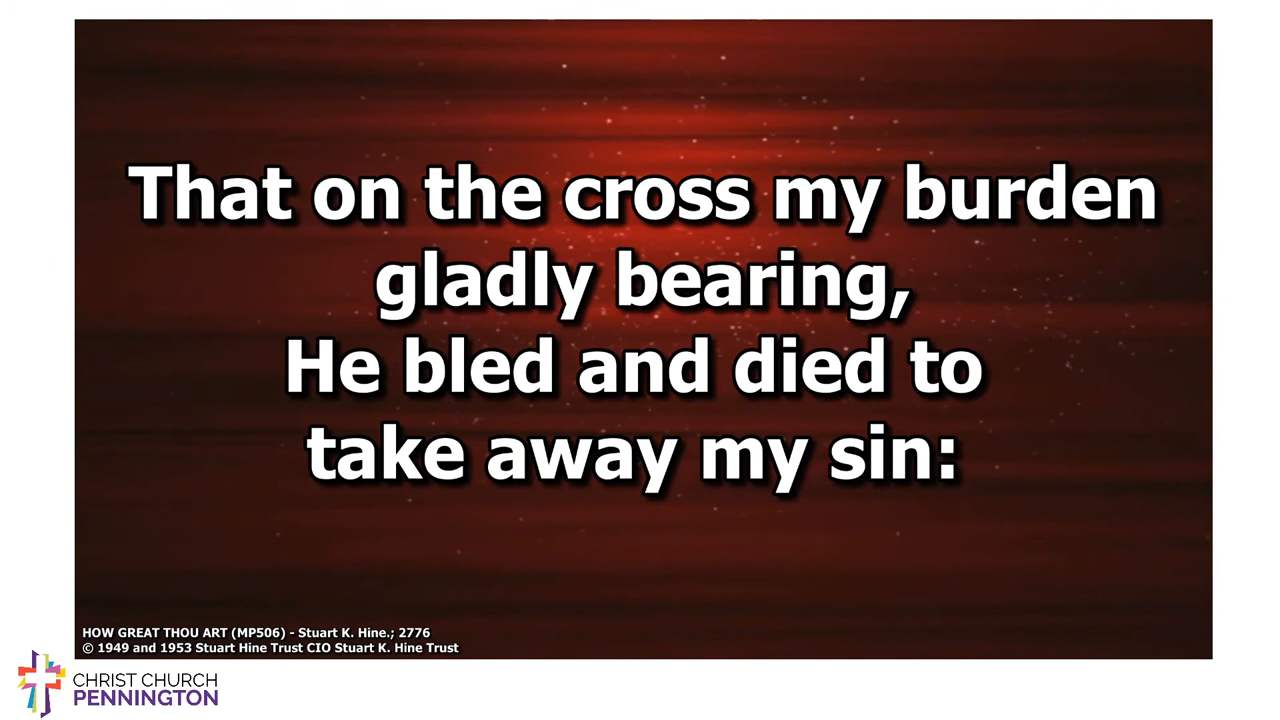 That on the cross my burden
gladly bearing,
He bled and died to
take away my sin:
HOW GREAT THOU ART (MP506) - Stuart K. Hine.; 2776
© 1949 and 1953 Stuart Hine Trust CIO Stuart K. Hine Trust
CHRIST CHURCH
PENNINGTON